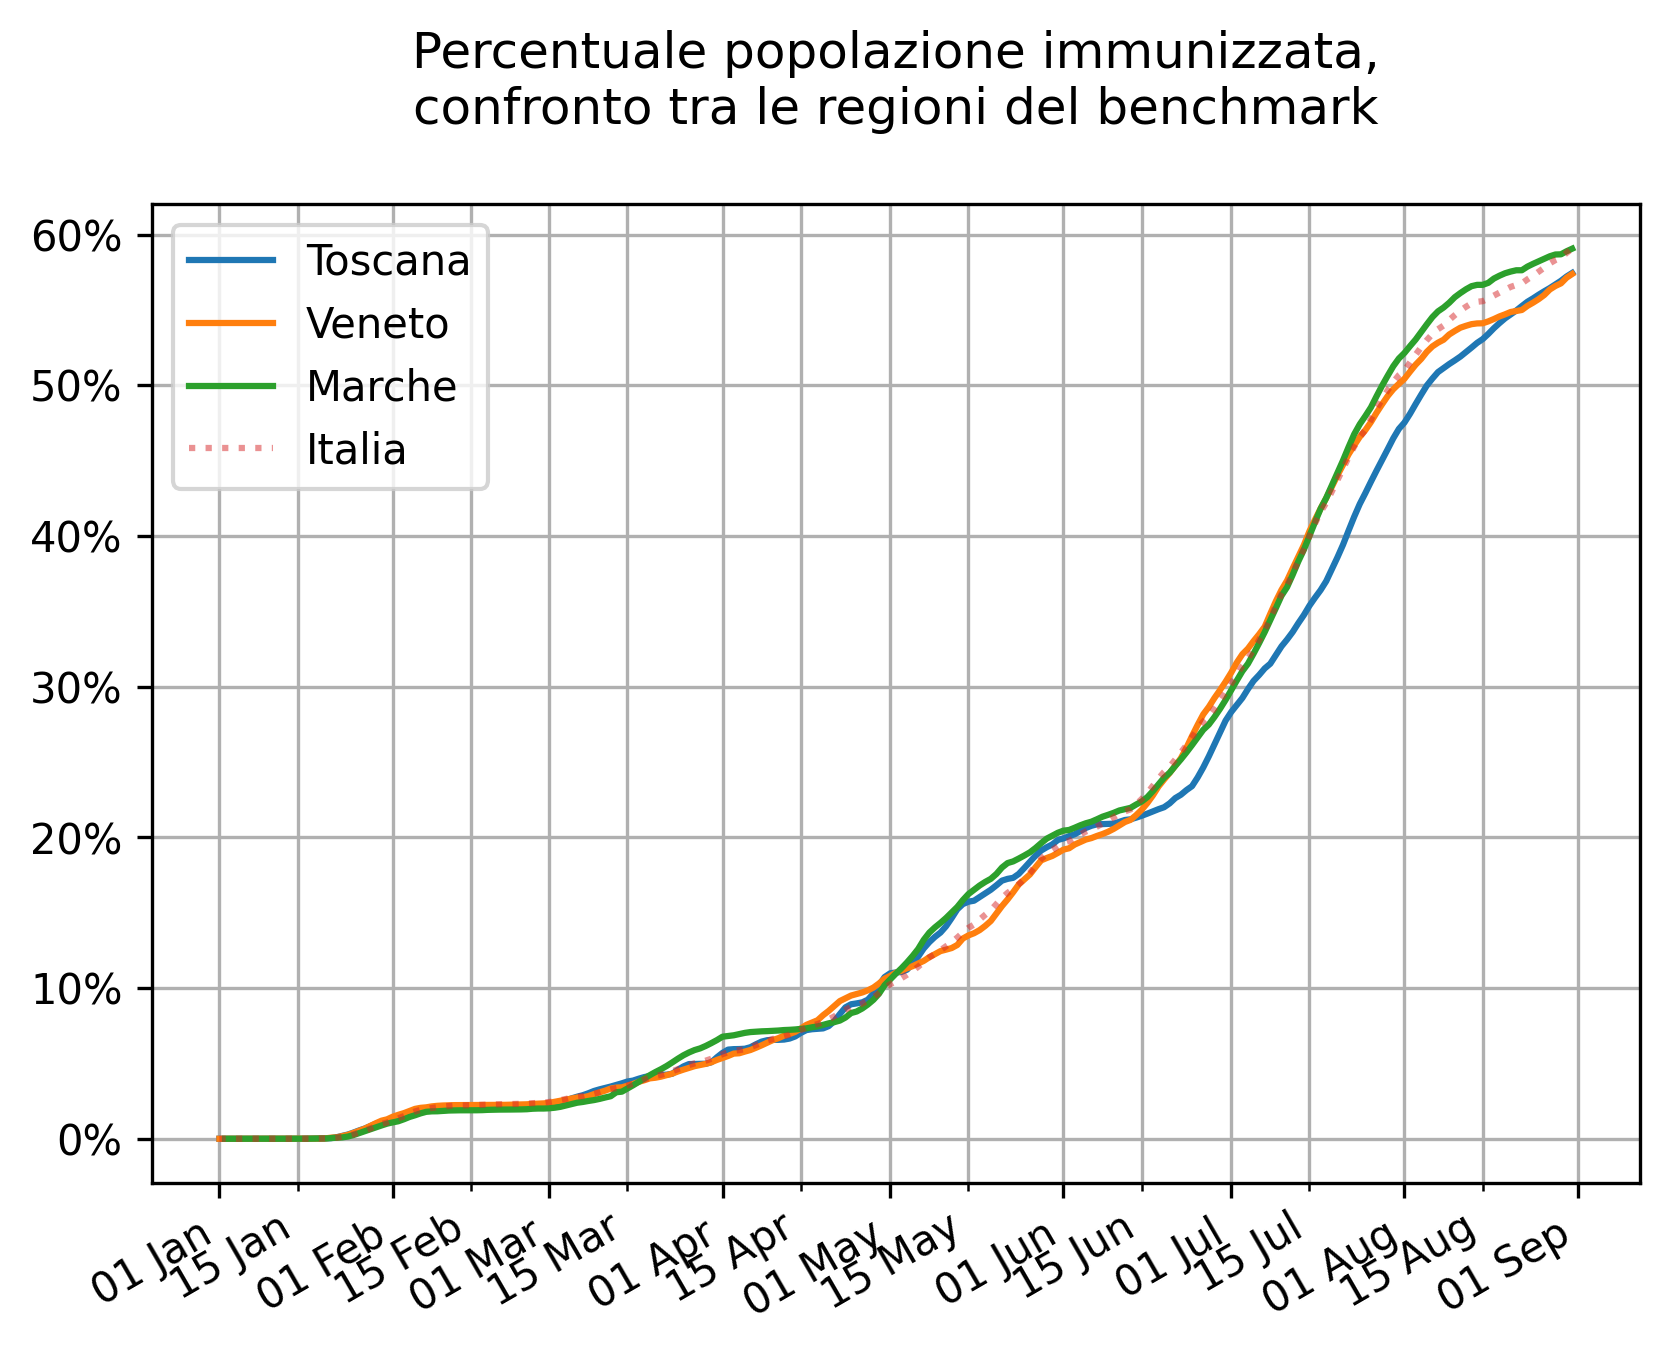 Percentuale popolazione immunizzata,
confronto tra le regioni del benchmark
60%
50%
40%
30%
20%
10%
0%
Toscana
Veneto
Marche
Italia
01 Jan
15 Jan
01 Feb
15 Feb
01 Mar
15 Mar
01 Apr
15 Apr
01 May
15 May
01 Jun
15 Jun
01 Jul
15 Jul
01 Aug
15 Aug
01 Sep